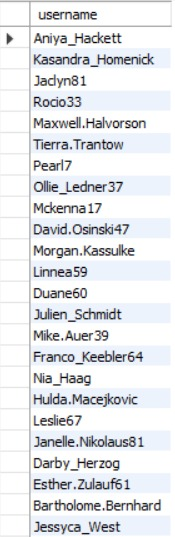 username
Aniya_Hackett
Kasandra_Homenick
Jaclyn81
Rocio33
Maxwell.Halvorson
Tierra.Trantow
Pearl7
Ollie_Ledner37
Mckenna17
David.Osinski47
Morgan.Kassulke
Linnea59
Duane60
Julien_Schmidt
Mike.Auer39
Franco_Keebler64
Nia_Haag
Hulda.Macejkovic
Leslie67
Janelle.Nikolaus81
Darby_Herzog
Esther.Zulauf61
Bartholome.Bernhard
Jessyca_West